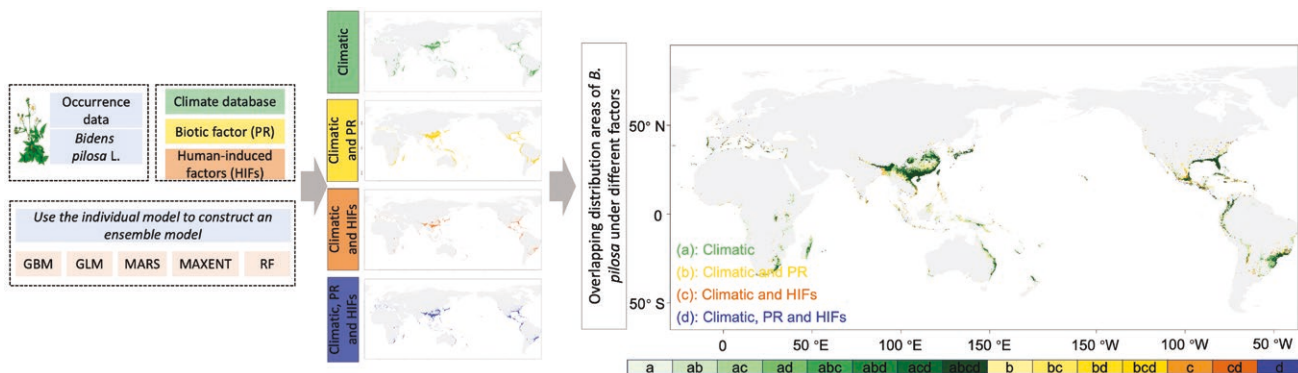 Occurrence
data
Bidens
pilosa L.
Climate database
Biotic factor (PR)
Human-induced
factors (HIFs)
Use the individual model to construct an
ensemble model
GBM
GLM
MARS
MAXENT
RF
Climatic
Climatic
and PR
Climatic
and HIFs
Climatic, PR
and HIFs
Overlapping distribution areas of B.
pilosa under different factors
50° N
0
50° S
(a): Climatic
(b): Climatic and PR
(c): Climatic and HIFs
(d): Climatic, PR and HIFs
0
50 °E
100 °E
150 °E
150°W
100 °W
50 °W
a
ab
ac
ad
abc
abd
acd
abcd
b
bc
bd
bcd
c
cd
d